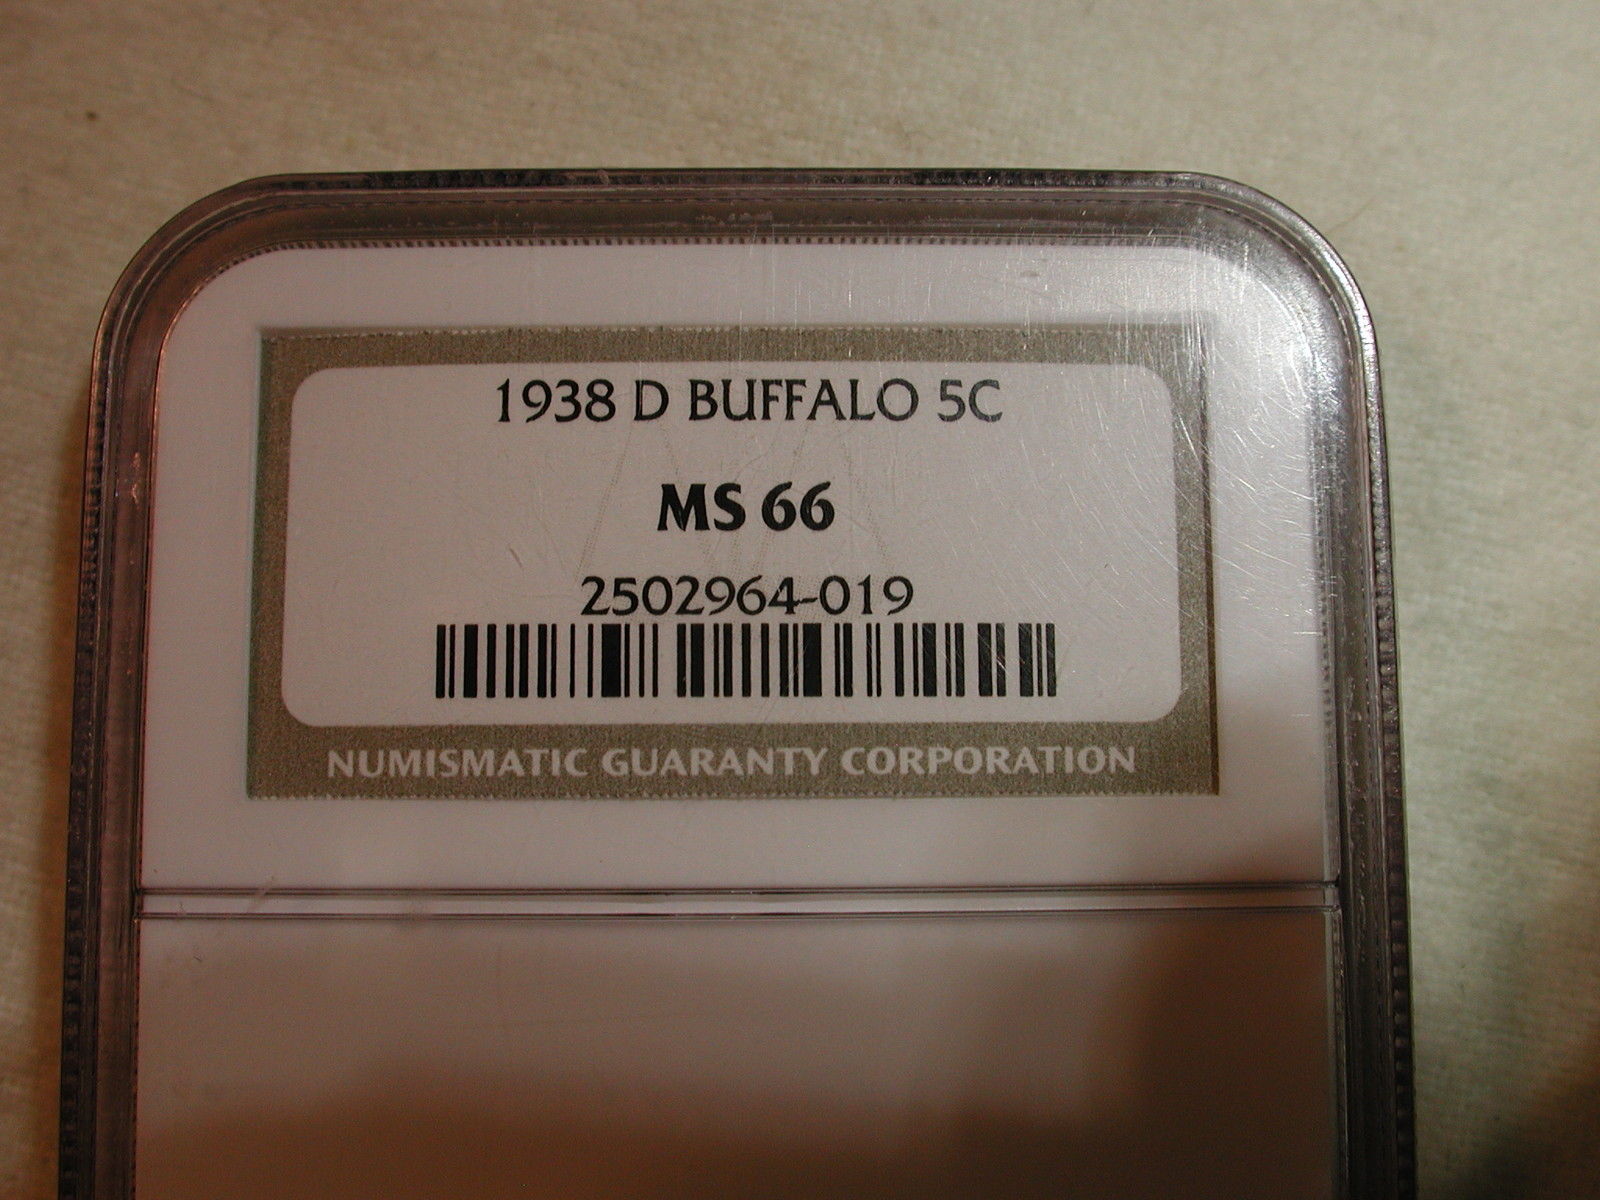 1938 D BUFFALO 5C
MS 66
2502964-019
NUMISMATIC GUARANTY CORPORATION